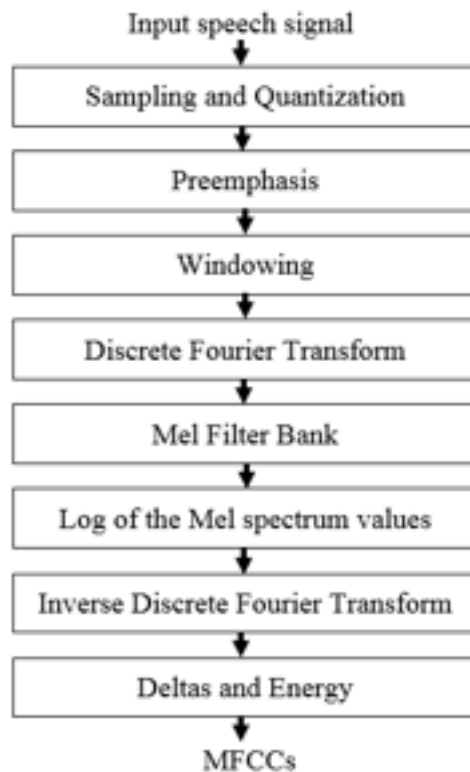 Input speech signal
Sampling and Quantization
Preemphasis
Windowing
Discrete Fourier Transform
Mel Filter Bank
Log of the Mel spectrum values
Inverse Discrete Fourier Transform
Deltas and Energy
MFCCs